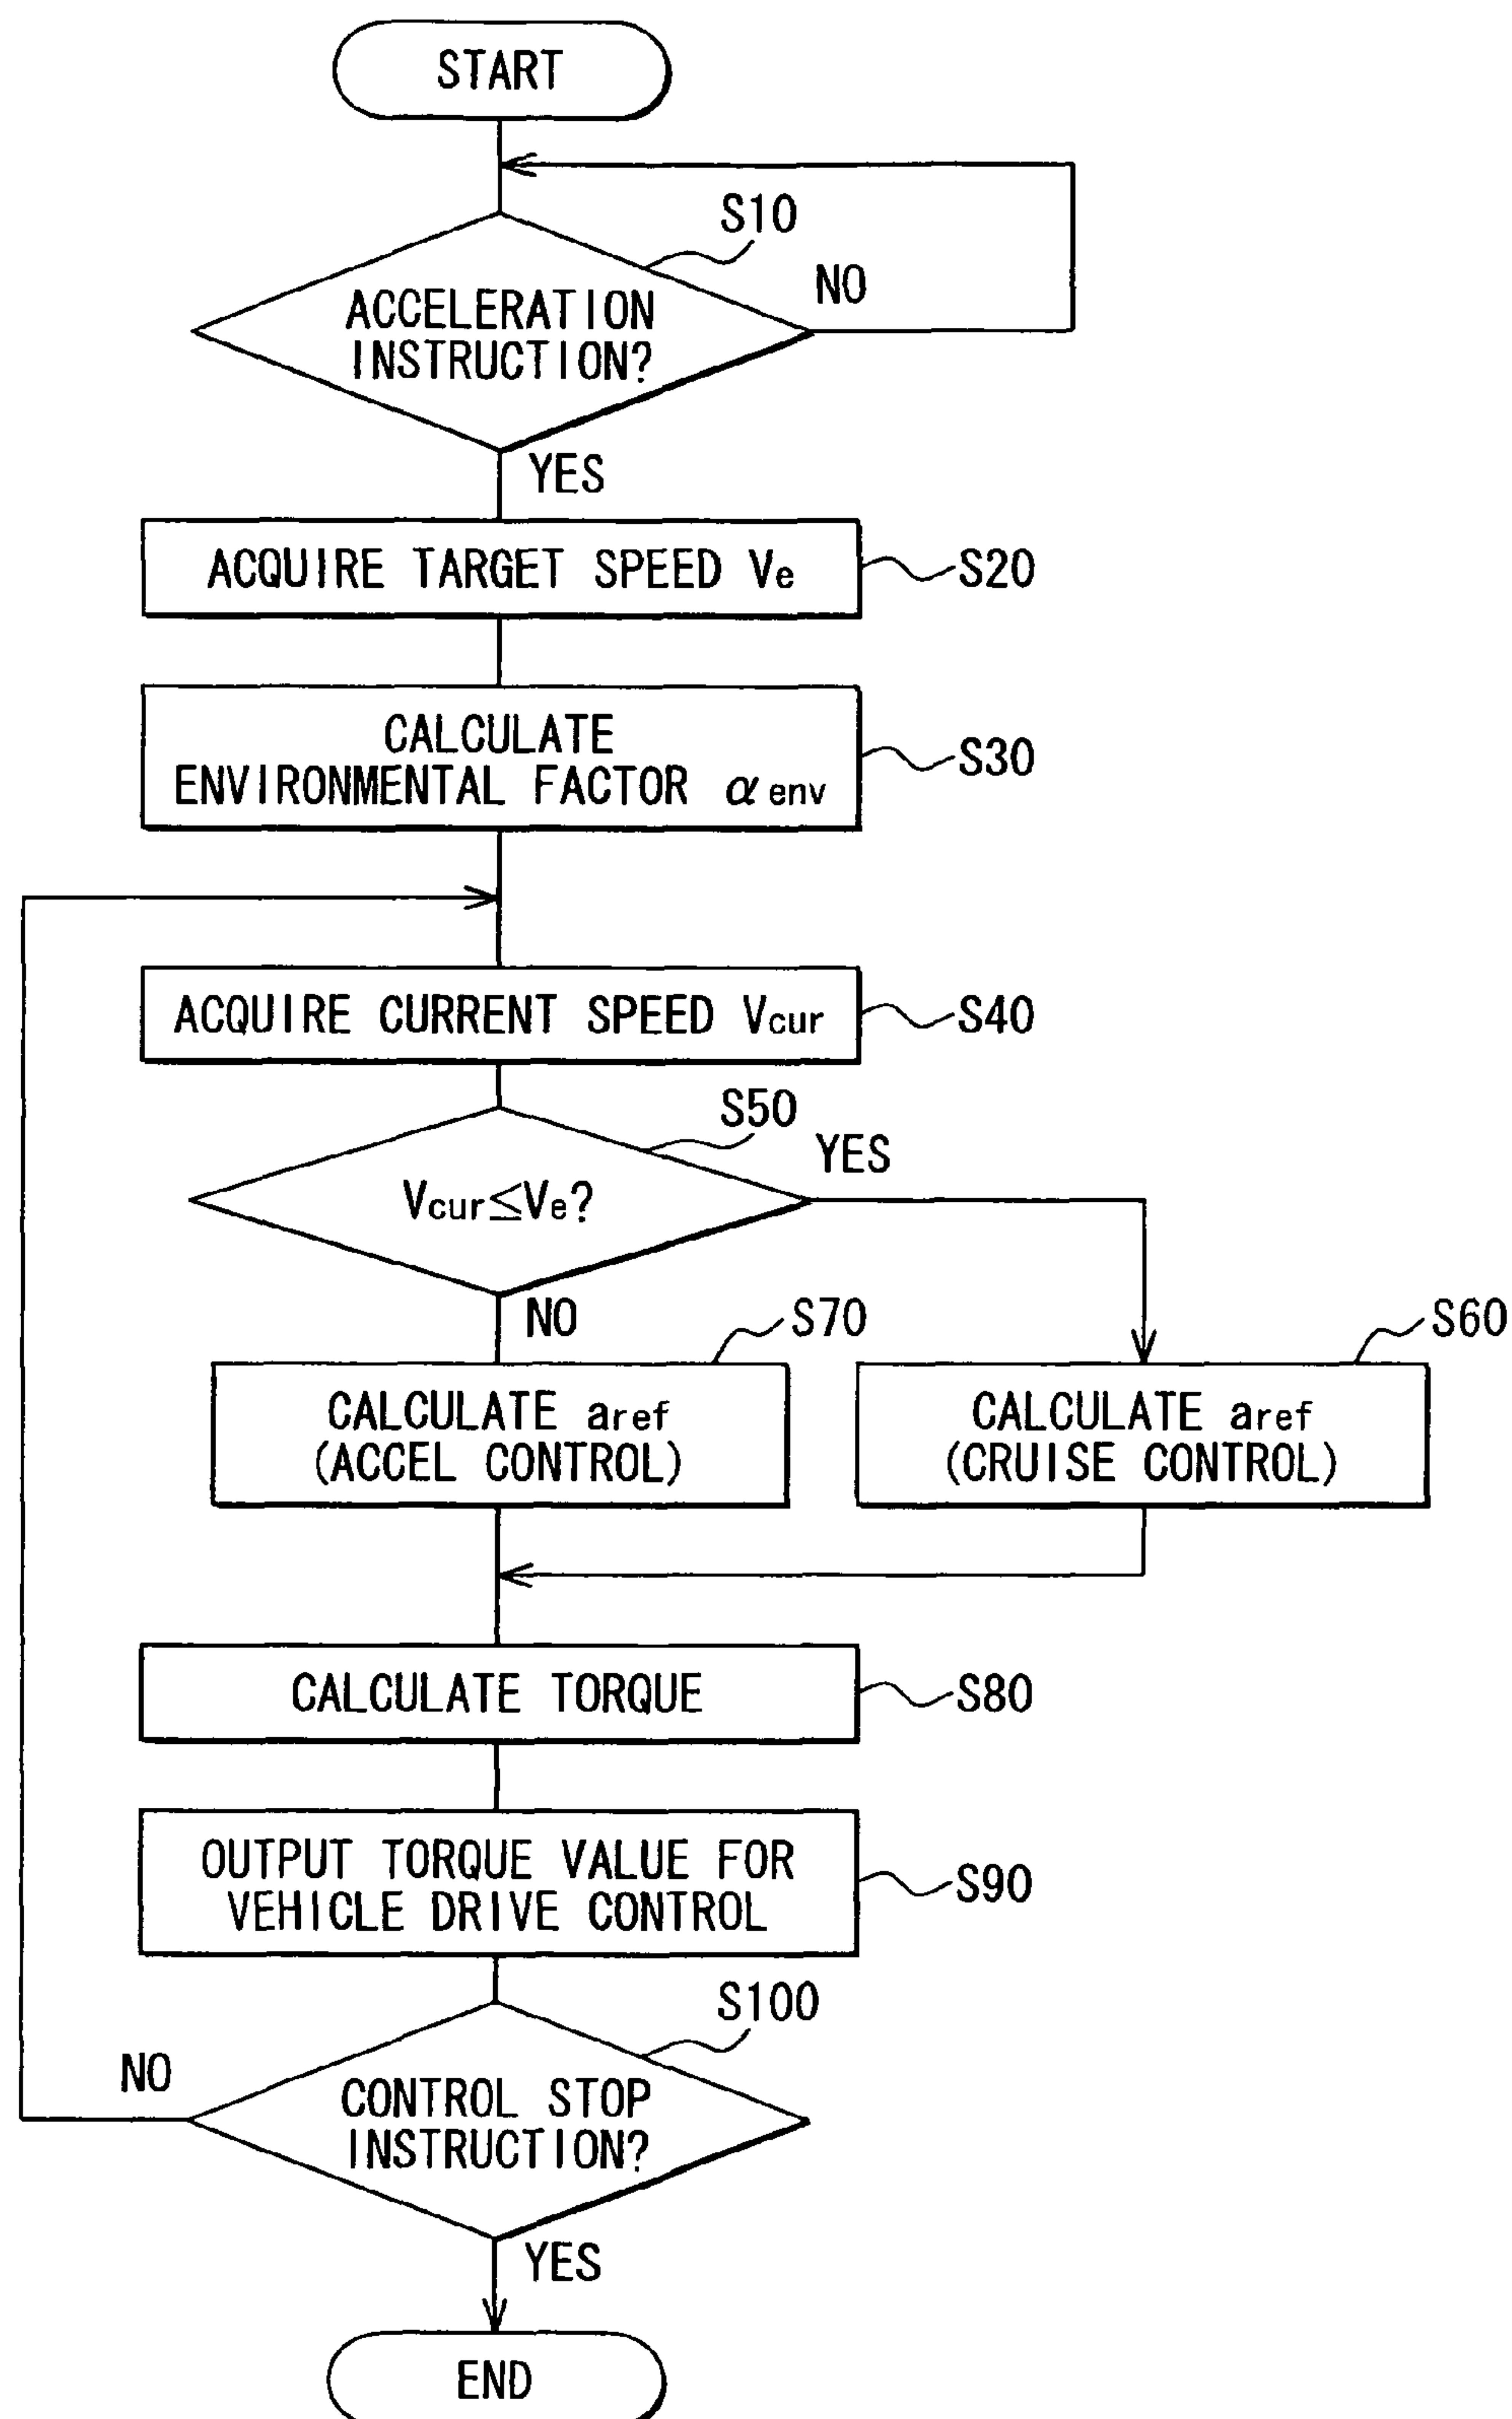 START
S10
NO
ACCELERATION
INSTRUCTION?
YES
ACQUIRE TARGET SPEED Ve
S20
CALCULATE
ENVIRONMENTAL FACTOR αenv
S30
ACQUIRE CURRENT SPEED Vcur
S40
S50
YES
Vcur≤Ve?
NO
S70
S60
CALCULATE aref
(ACCEL CONTROL)
CALCULATE aref
(CRUISE CONTROL)
CALCULATE TORQUE
S80
OUTPUT TORQUE VALUE FOR
VEHICLE DRIVE CONTROL
S90
S100
NO
CONTROL STOP
INSTRUCTION?
YES
END